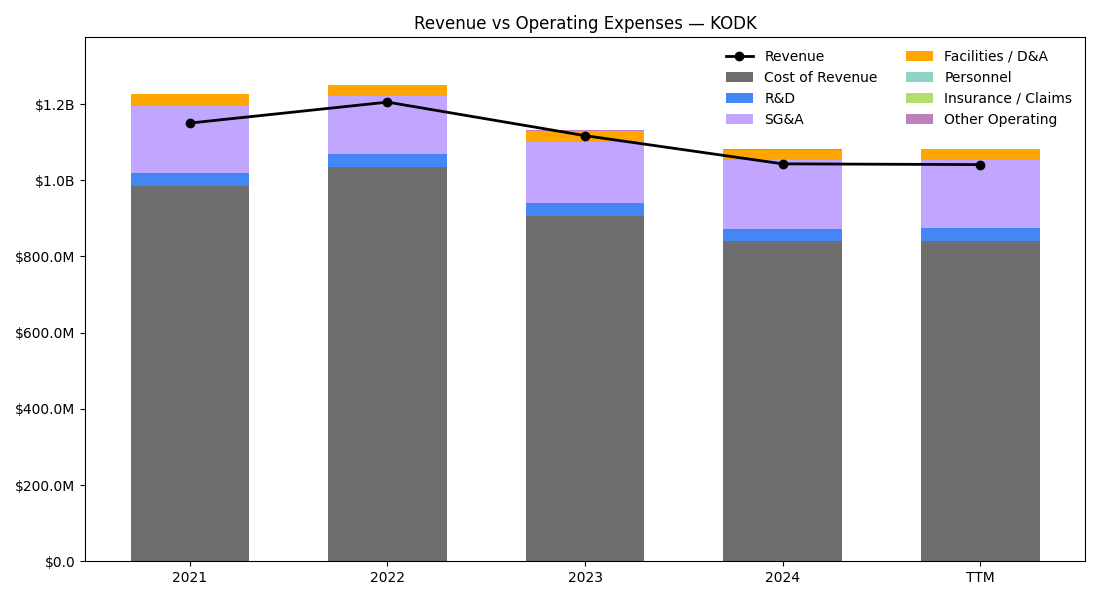 Revenue vs Operating Expenses — KODK
Revenue
Cost of Revenue
R&D
SG&A
Facilities / D&A
Personnel
Insurance / Claims
Other Operating
$1.2B
$1.0B
$800.0M
$600.0M
$400.0M
$200.0M
$0.0
2021 2022 2023 2024 TTM